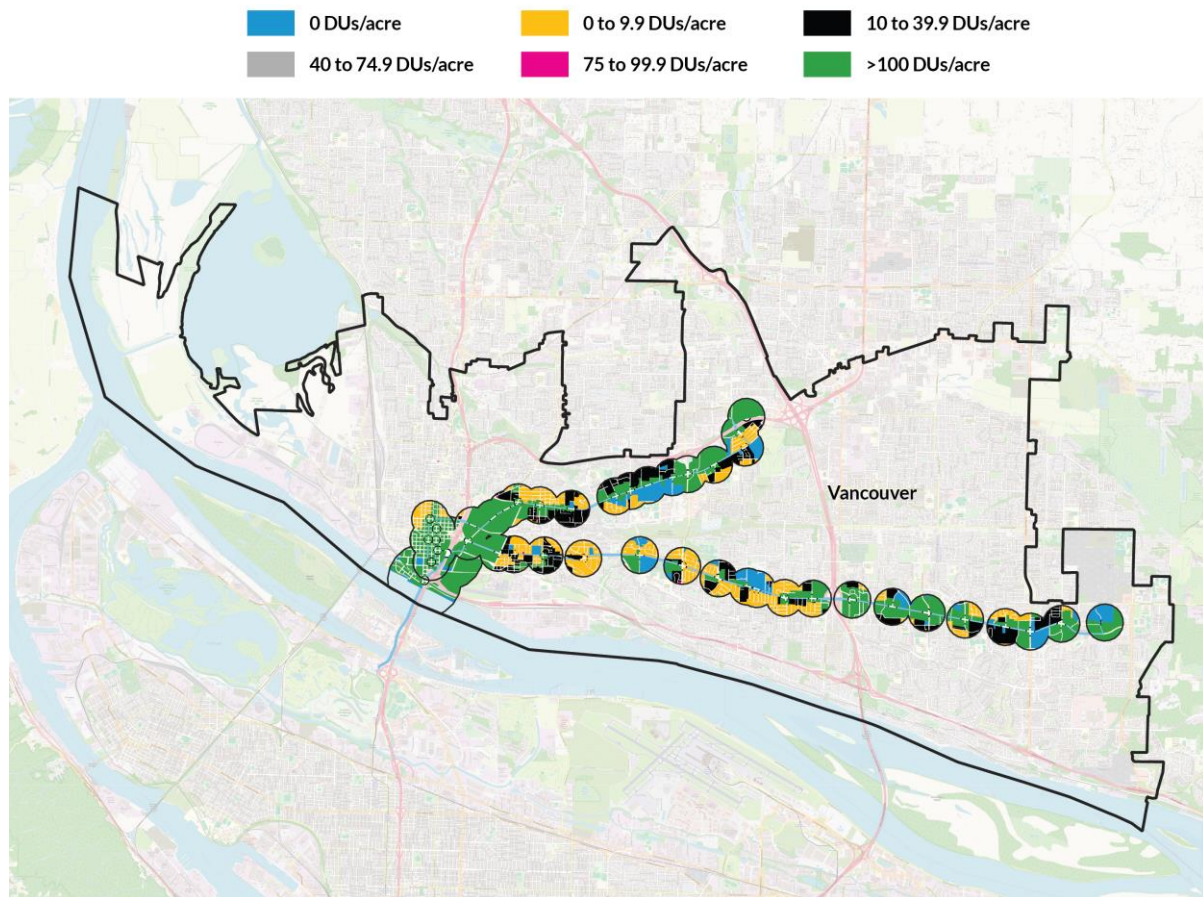 0 DUs/acre
0 to 9.9 DUs/acre
10 to 39.9 DUs/acre
40 to 74.9 DUs/acre
75 to 99.9 DUs/acre
>100 DUs/acre
Vancouver